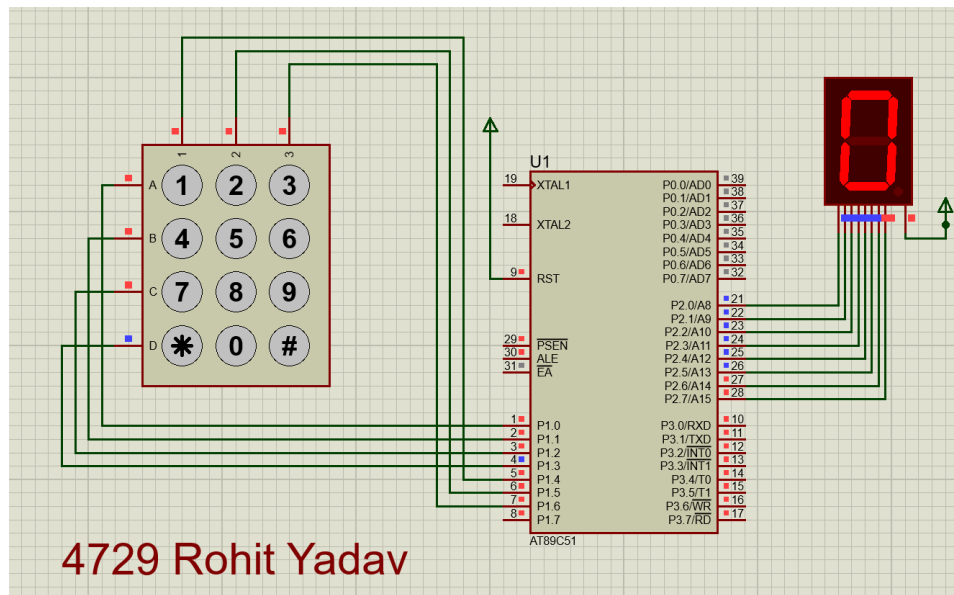 U1
1 2 3
A 1 2 3
B 4 5 6
C 7 8 9
D * 0 #
19 XTAL1
18 XTAL2
9 RST
29 PSEN
30 ALE
31 EA
1 P1.0
2 P1.1
3 P1.2
4 P1.3
5 P1.4
6 P1.5
7 P1.6
8 P1.7
P0.0/AD0 39
P0.1/AD1 38
P0.2/AD2 37
P0.3/AD3 36
P0.4/AD4 35
P0.5/AD5 34
P0.6/AD6 33
P0.7/AD7 32
P2.0/A8 21
P2.1/A9 22
P2.2/A10 23
P2.3/A11 24
P2.4/A12 25
P2.5/A13 26
P2.6/A14 27
P2.7/A15 28
P3.0/RXD 10
P3.1/TXD 11
P3.2/INT0 12
P3.3/INT1 13
P3.4/T0 14
P3.5/T1 15
P3.6/WR 16
P3.7/RD 17
AT89C51
0
4729 Rohit Yadav